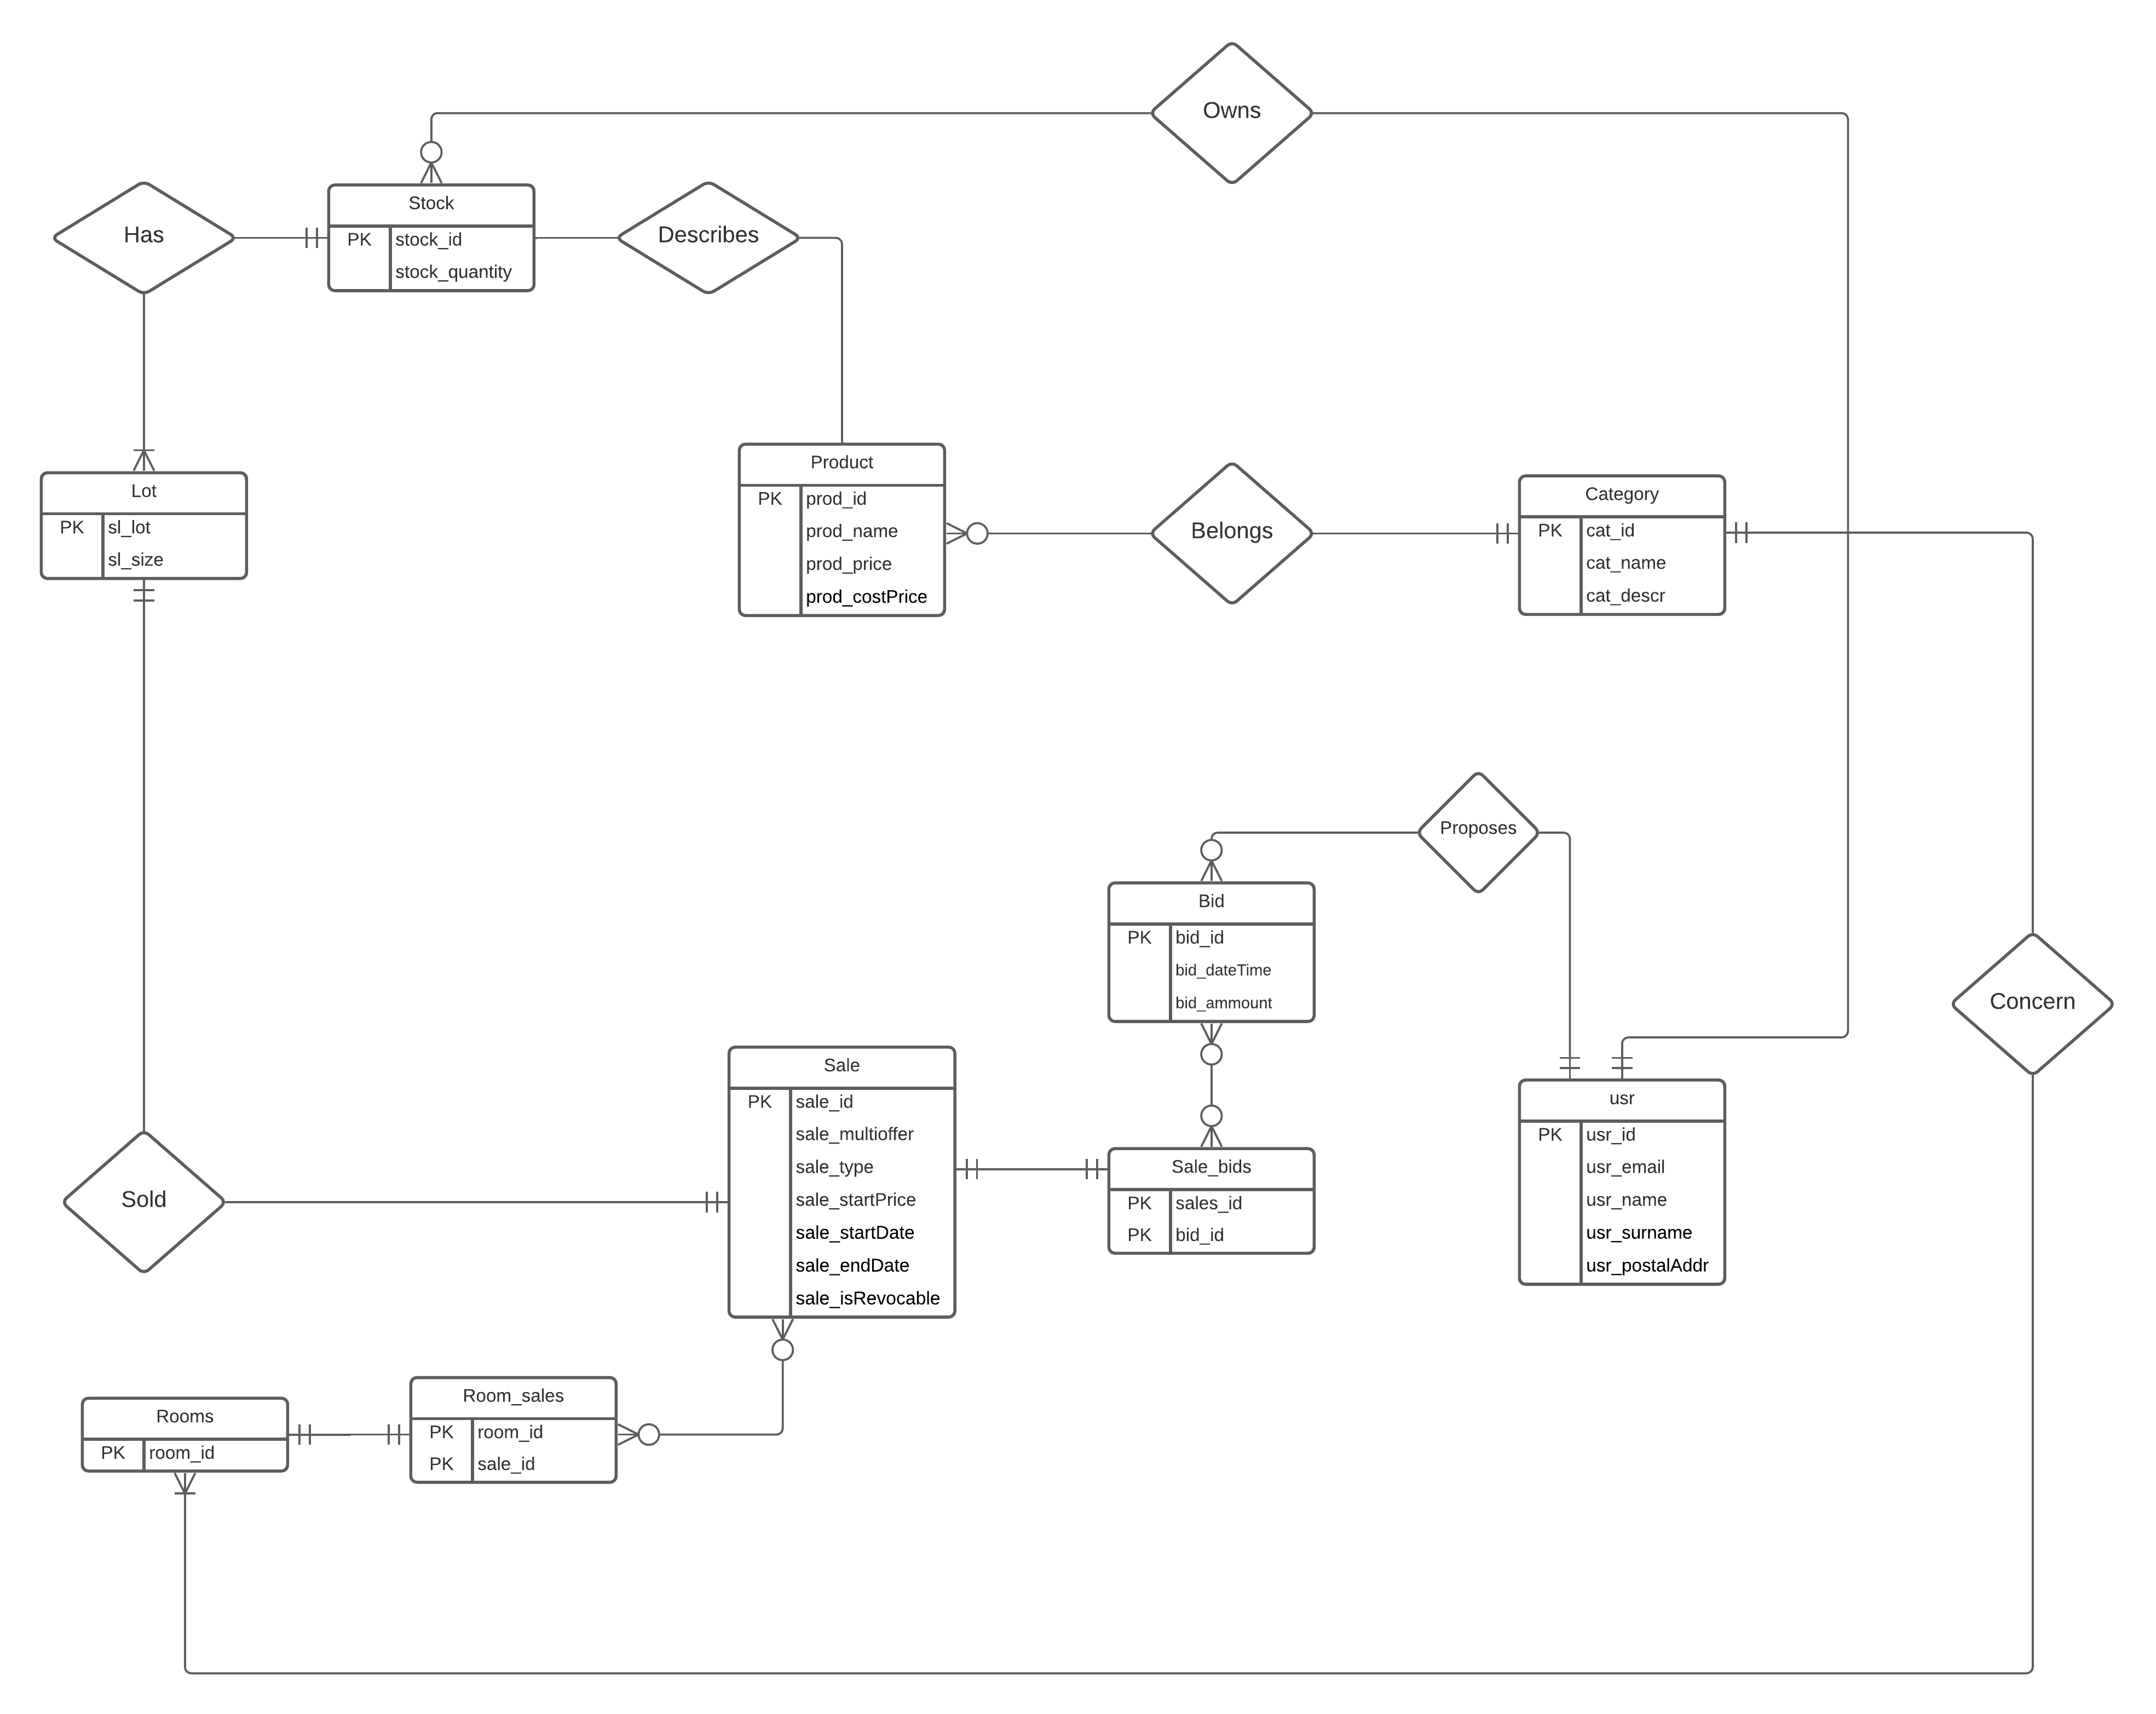 Owns
Stock
PK stock_id
stock_quantity
Has
Describes
Lot
PK sl_lot
sl_size
Product
PK prod_id
prod_name
prod_price
prod_costPrice
Belongs
Category
PK cat_id
cat_name
cat_descr
Proposes
Bid
PK bid_id
bid_dateTime
bid_ammount
Concern
Sale
PK sale_id
sale_multioffer
sale_type
sale_startPrice
sale_startDate
sale_endDate
sale_isRevocable
Sale_bids
PK sales_id
PK bid_id
usr
PK usr_id
usr_email
usr_name
usr_surname
usr_postalAddr
Sold
Rooms
PK room_id
Room_sales
PK room_id
PK sale_id